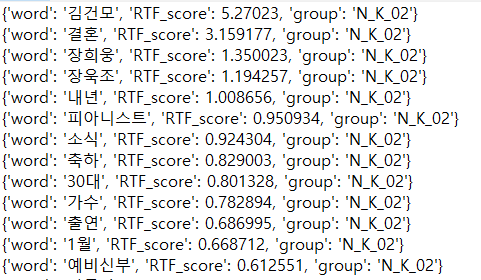 {'word': '김건모', 'RTF_score': 5.27023, 'group': 'N_K_02'}
{'word': '결혼', 'RTF_score': 3.159177, 'group': 'N_K_02'}
{'word': '장희웅', 'RTF_score': 1.350023, 'group': 'N_K_02'}
{'word': '장욱조', 'RTF_score': 1.194257, 'group': 'N_K_02'}
{'word': '내년', 'RTF_score': 1.008656, 'group': 'N_K_02'}
{'word': '피아니스트', 'RTF_score': 0.950934, 'group': 'N_K_02'}
{'word': '소식', 'RTF_score': 0.924304, 'group': 'N_K_02'}
{'word': '축하', 'RTF_score': 0.829003, 'group': 'N_K_02'}
{'word': '30대', 'RTF_score': 0.801328, 'group': 'N_K_02'}
{'word': '가수', 'RTF_score': 0.782894, 'group': 'N_K_02'}
{'word': '출연', 'RTF_score': 0.686995, 'group': 'N_K_02'}
{'word': '1월', 'RTF_score': 0.668712, 'group': 'N_K_02'}
{'word': '예비신부', 'RTF_score': 0.612551, 'group': 'N_K_02'}